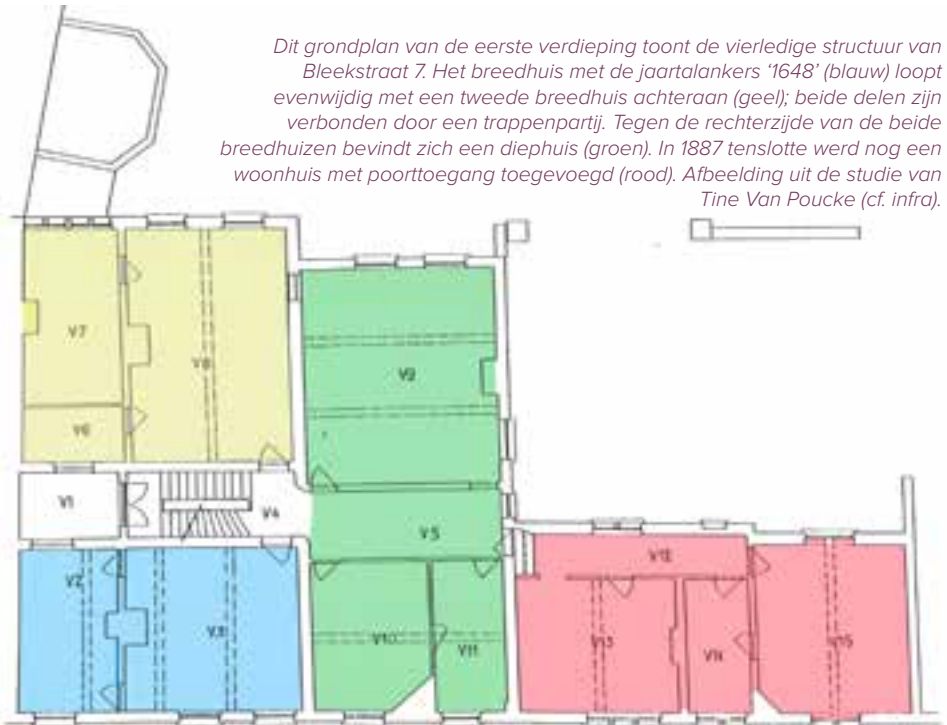 Dit grondplan van de eerste verdieping toont de vierledige structuur van
Bleekstraat 7. Het breedhuis met de jaartalankers ‘1648’ (blauw) loopt
evenwijdig met een tweede breedhuis achteraan (geel); beide delen zijn
verbonden door een trappenpartij. Tegen de rechterzijde van de beide
breedhuizen bevindt zich een diephuis (groen). In 1887 tenslotte werd nog een
woonhuis met poorttoegang toegevoegd (rood). Afbeelding uit de studie van
Tine Van Poucke (cf. infra).
V7
V8
V9
V6
V1
V4
V5
V2
V3
V10
V11
V12
V13
V14
V15